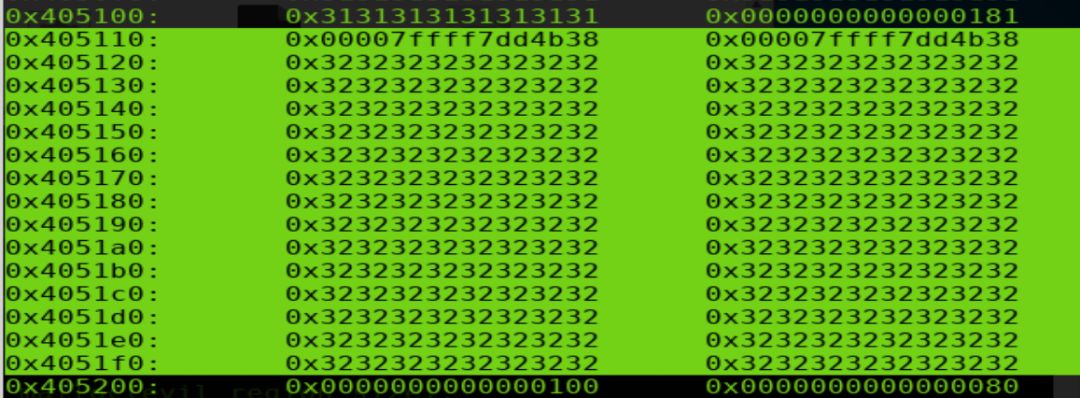 0x405100: 0x3131313131313131 0x0000000000000181
0x405110: 0x00007ffff7dd4b38 0x00007ffff7dd4b38
0x405120: 0x3232323232323232 0x3232323232323232
0x405130: 0x3232323232323232 0x3232323232323232
0x405140: 0x3232323232323232 0x3232323232323232
0x405150: 0x3232323232323232 0x3232323232323232
0x405160: 0x3232323232323232 0x3232323232323232
0x405170: 0x3232323232323232 0x3232323232323232
0x405180: 0x3232323232323232 0x3232323232323232
0x405190: 0x3232323232323232 0x3232323232323232
0x4051a0: 0x3232323232323232 0x3232323232323232
0x4051b0: 0x3232323232323232 0x3232323232323232
0x4051c0: 0x3232323232323232 0x3232323232323232
0x4051d0: 0x3232323232323232 0x3232323232323232
0x4051e0: 0x3232323232323232 0x3232323232323232
0x4051f0: 0x3232323232323232 0x3232323232323232
0x405200: 0x0000000000000100 0x0000000000000080